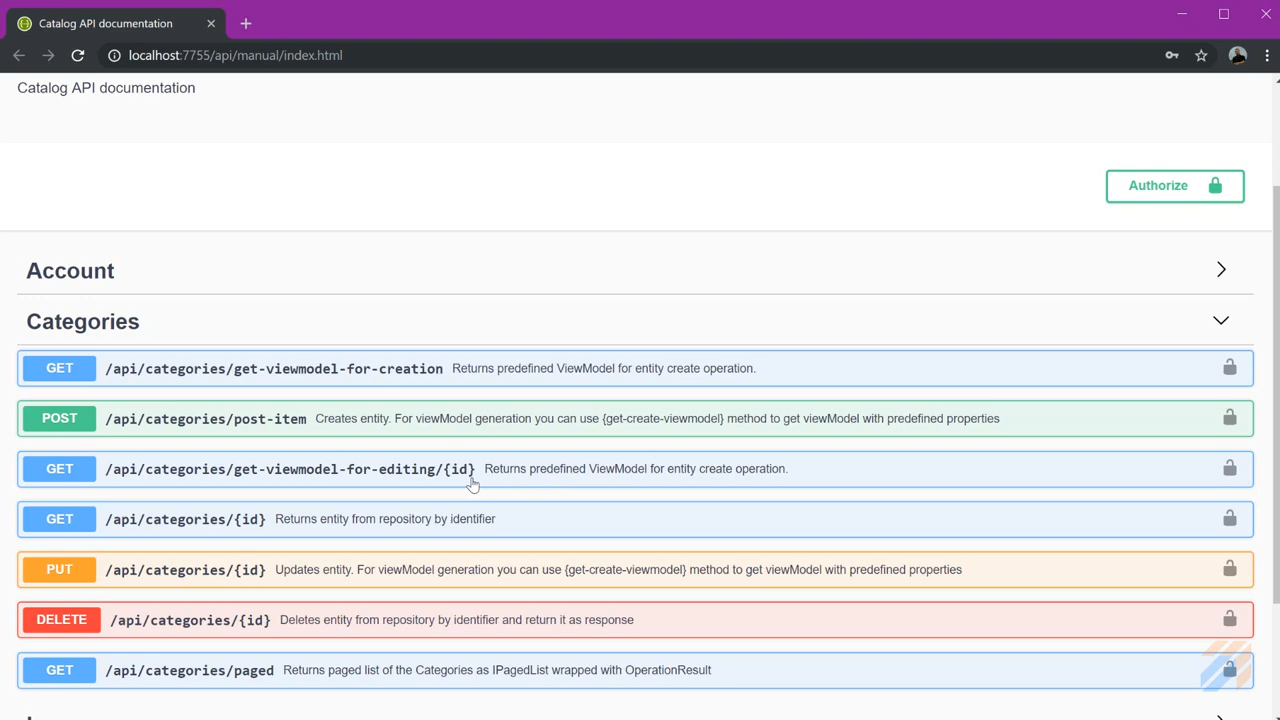 Catalog API documentation
localhost:7755/api/manual/index.html
Catalog API documentation
Authorize
Account
Categories
GET /api/categories/get-viewmodel-for-creation Returns predefined ViewModel for entity create operation.
POST /api/categories/post-item Creates entity. For viewModel generation you can use {get-create-viewmodel} method to get viewModel with predefined properties
GET /api/categories/get-viewmodel-for-editing/{id} Returns predefined ViewModel for entity create operation.
GET /api/categories/{id} Returns entity from repository by identifier
PUT /api/categories/{id} Updates entity. For viewModel generation you can use {get-create-viewmodel} method to get viewModel with predefined properties
DELETE /api/categories/{id} Deletes entity from repository by identifier and return it as response
GET /api/categories/paged Returns paged list of the Categories as IPagedList wrapped with OperationResult